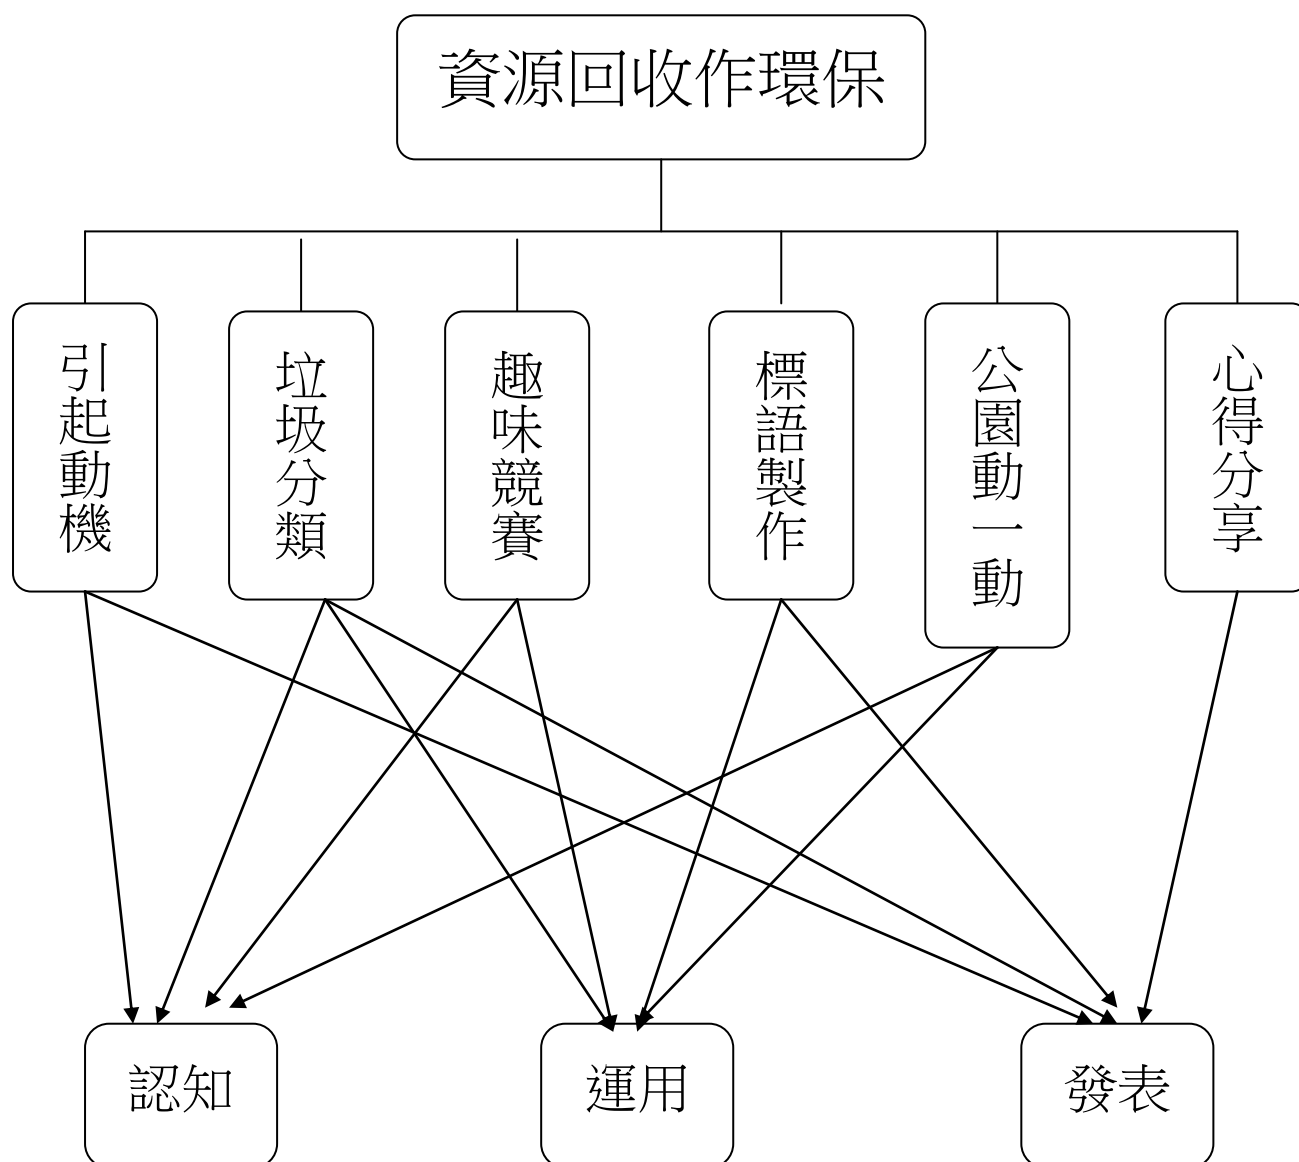 資源回收作環保
引起動機
垃圾分類
趣味競賽
標語製作
公園動一動
心得分享
認知
運用
發表